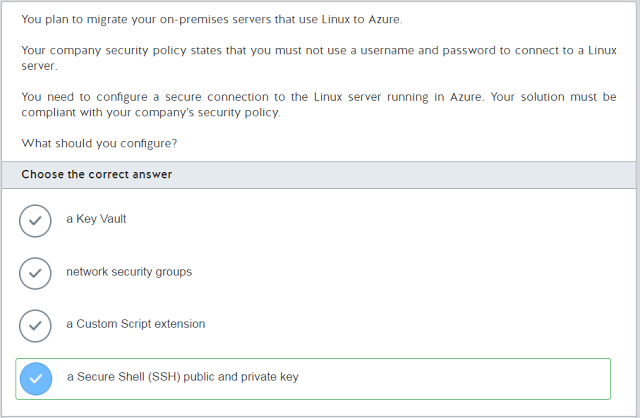 You plan to migrate your on-premises servers that use Linux to Azure.
Your company security policy states that you must not use a username and password to connect to a Linux
server.
You need to configure a secure connection to the Linux server running in Azure. Your solution must be
compliant with your company's security policy.
What should you configure?
Choose the correct answer
a Key Vault
network security groups
a Custom Script extension
a Secure Shell (SSH) public and private key